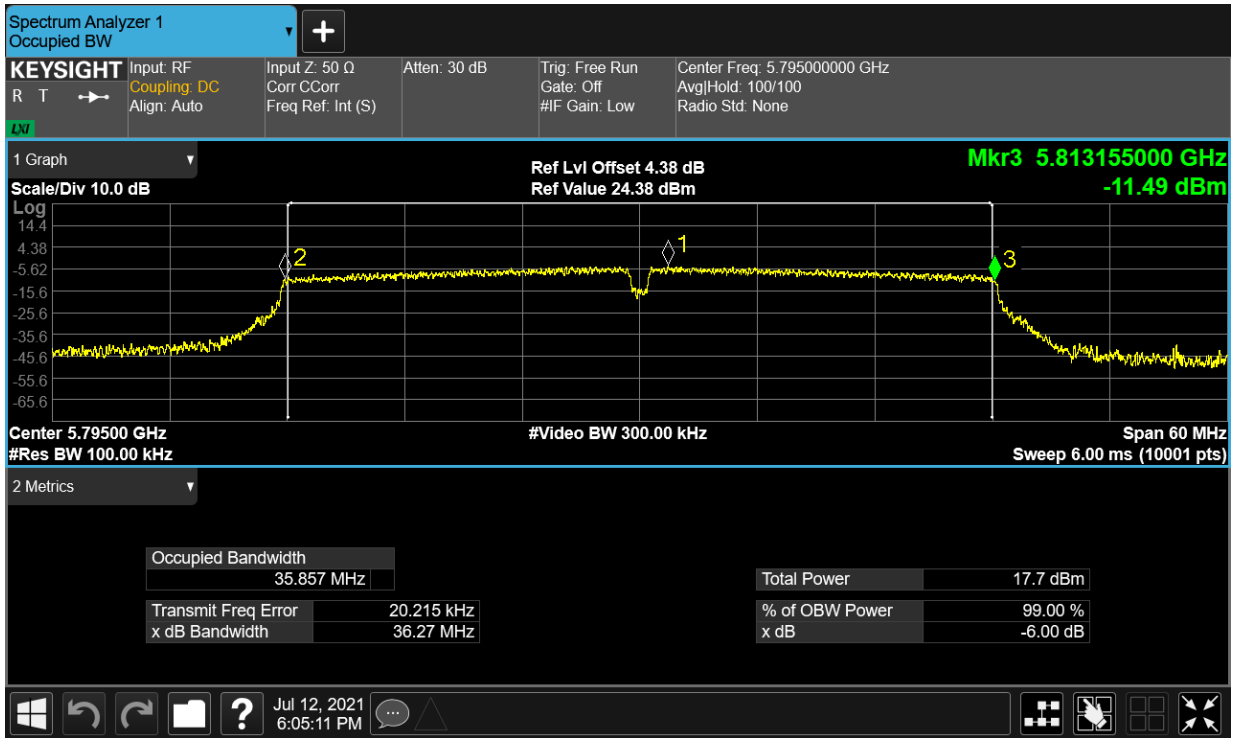 Spectrum Analyzer 1
Occupied BW
KEYSIGHT
R T
LXI
Input: RF
Coupling: DC
Align: Auto
Input Z: 50 Ω
Corr CCorr
Freq Ref: Int (S)
Atten: 30 dB
Trig: Free Run
Gate: Off
#IF Gain: Low
Center Freq: 5.795000000 GHz
Avg|Hold: 100/100
Radio Std: None
1 Graph
Scale/Div 10.0 dB
Ref Lvl Offset 4.38 dB
Ref Value 24.38 dBm
Mkr3 5.813155000 GHz
-11.49 dBm
Log
14.4
4.38
-5.62
-15.6
-25.6
-35.6
-45.6
-55.6
-65.6
2
1
3
Center 5.79500 GHz
#Res BW 100.00 kHz
#Video BW 300.00 kHz
Span 60 MHz
Sweep 6.00 ms (10001 pts)
2 Metrics
Occupied Bandwidth
35.857 MHz
Transmit Freq Error 20.215 kHz
x dB Bandwidth 36.27 MHz
Total Power 17.7 dBm
% of OBW Power 99.00 %
x dB -6.00 dB
?
Jul 12, 2021
6:05:11 PM